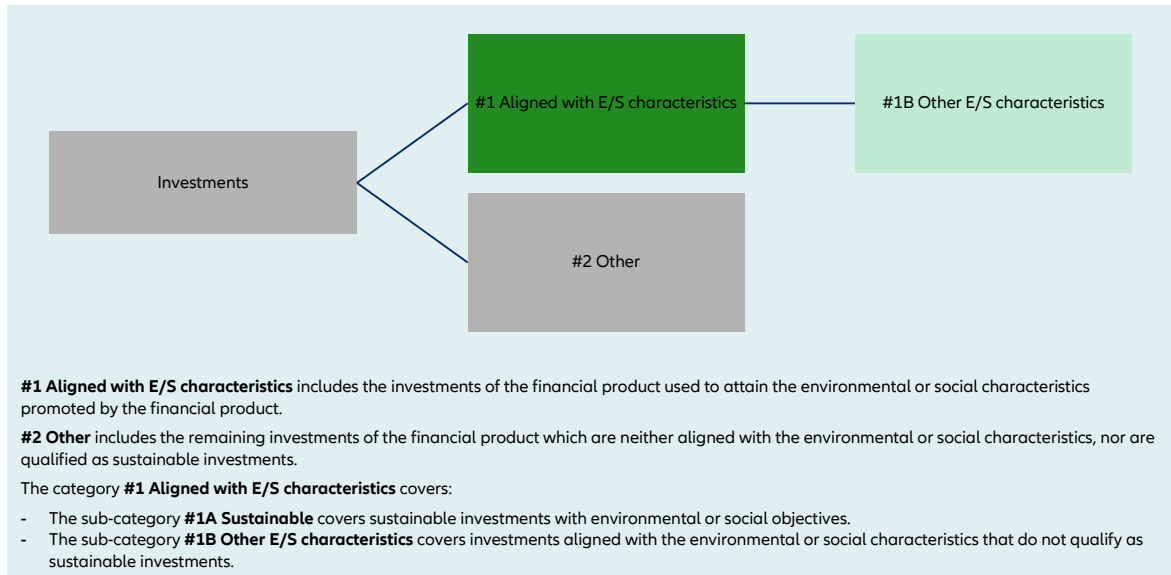 #1 Aligned with E/S characteristics
#1B Other E/S characteristics
Investments
#2 Other
#1 Aligned with E/S characteristics includes the investments of the financial product used to attain the environmental or social characteristics
promoted by the financial product.
#2 Other includes the remaining investments of the financial product which are neither aligned with the environmental or social characteristics, nor are
qualified as sustainable investments.
The category #1 Aligned with E/S characteristics covers:
- The sub-category #1A Sustainable covers sustainable investments with environmental or social objectives.
- The sub-category #1B Other E/S characteristics covers investments aligned with the environmental or social characteristics that do not qualify as
sustainable investments.